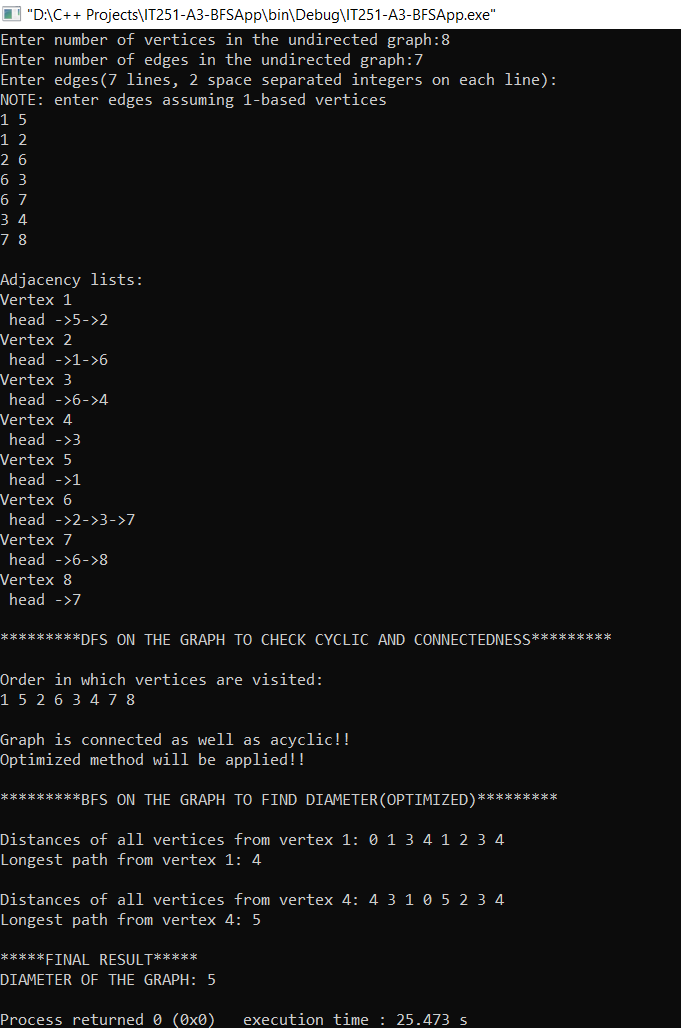 "D:\C++ Projects\IT251-A3-BFSApp\bin\Debug\IT251-A3-BFSApp.exe"
Enter number of vertices in the undirected graph:8
Enter number of edges in the undirected graph:7
Enter edges(7 lines, 2 space separated integers on each line):
NOTE: enter edges assuming 1-based vertices
1 5
1 2
2 6
6 3
6 7
3 4
7 8

Adjacency lists:
Vertex 1
 head ->5->2
Vertex 2
 head ->1->6
Vertex 3
 head ->6->4
Vertex 4
 head ->3
Vertex 5
 head ->1
Vertex 6
 head ->2->3->7
Vertex 7
 head ->6->8
Vertex 8
 head ->7

*********DFS ON THE GRAPH TO CHECK CYCLIC AND CONNECTEDNESS*********

Order in which vertices are visited:
1 5 2 6 3 4 7 8

Graph is connected as well as acyclic!!
Optimized method will be applied!!

*********BFS ON THE GRAPH TO FIND DIAMETER(OPTIMIZED)*********

Distances of all vertices from vertex 1: 0 1 3 4 1 2 3 4
Longest path from vertex 1: 4

Distances of all vertices from vertex 4: 4 3 1 0 5 2 3 4
Longest path from vertex 4: 5

*****FINAL RESULT*****
DIAMETER OF THE GRAPH: 5

Process returned 0 (0x0)   execution time : 25.473 s